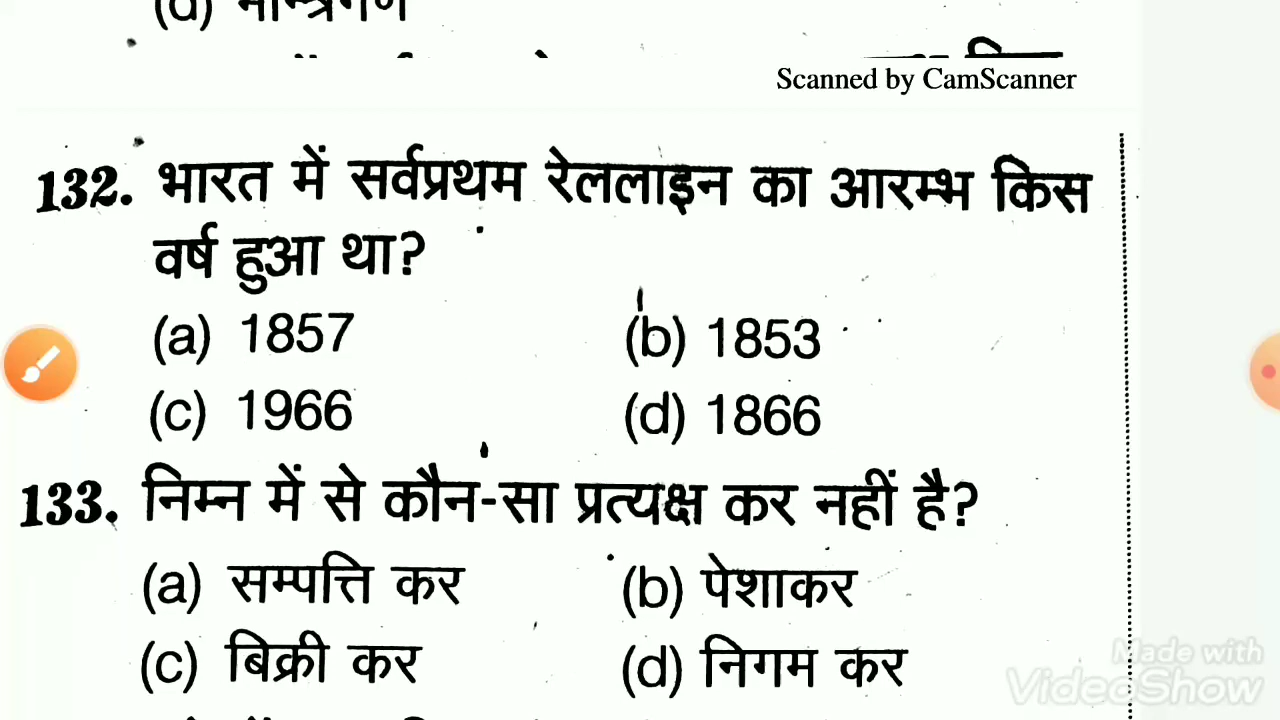 Scanned by CamScanner
132. भारत में सर्वप्रथम रेललाइन का आरम्भ किस
वर्ष हुआ था?
(a) 1857 (b) 1853
(c) 1966 (d) 1866
133. निम्न में से कौन-सा प्रत्यक्ष कर नहीं है?
(a) सम्पत्ति कर (b) पेशाकर
(c) बिक्री कर (d) निगम कर
Made with
VideoShow